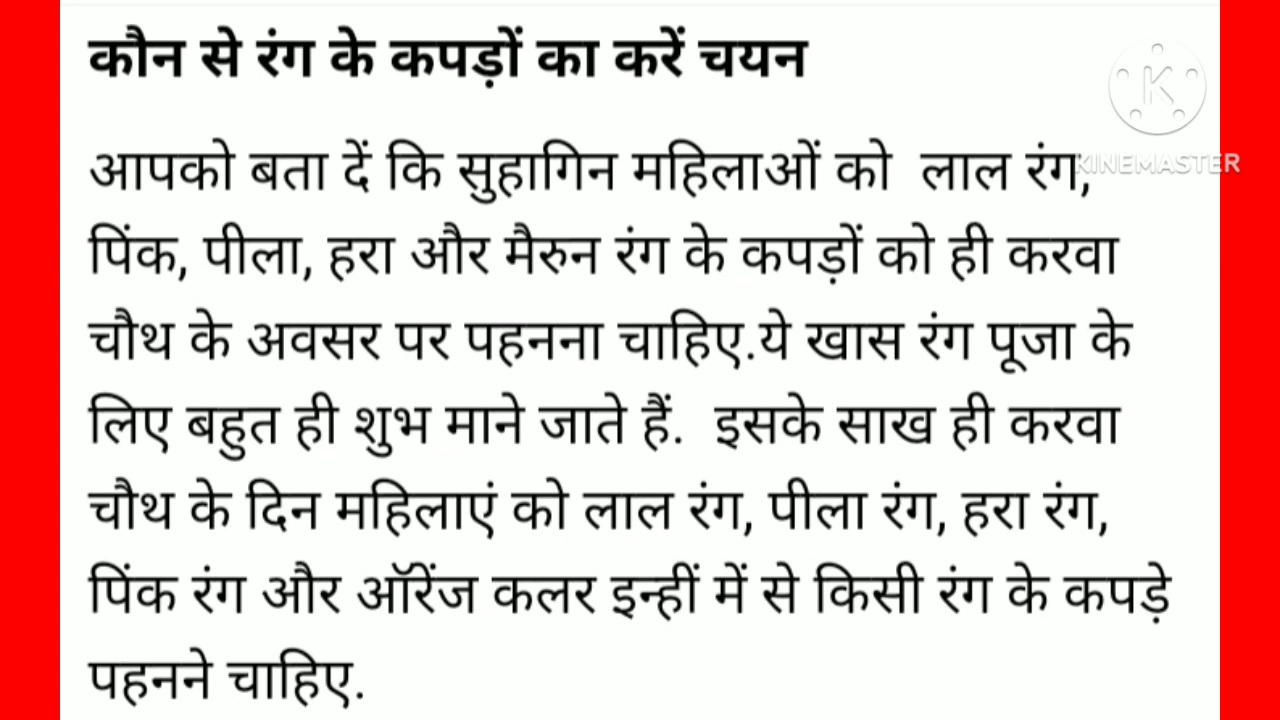 कौन से रंग के कपड़ों का करें चयन
आपको बता दें कि सुहागिन महिलाओं को लाल रंग,
पिंक, पीला, हरा और मैरुन रंग के कपड़ों को ही करवा
चौथ के अवसर पर पहनना चाहिए.ये खास रंग पूजा के
लिए बहुत ही शुभ माने जाते हैं. इसके साख ही करवा
चौथ के दिन महिलाएं को लाल रंग, पीला रंग, हरा रंग,
पिंक रंग और ऑरेंज कलर इन्हीं में से किसी रंग के कपड़े
पहनने चाहिए.
K
KINEMASTER